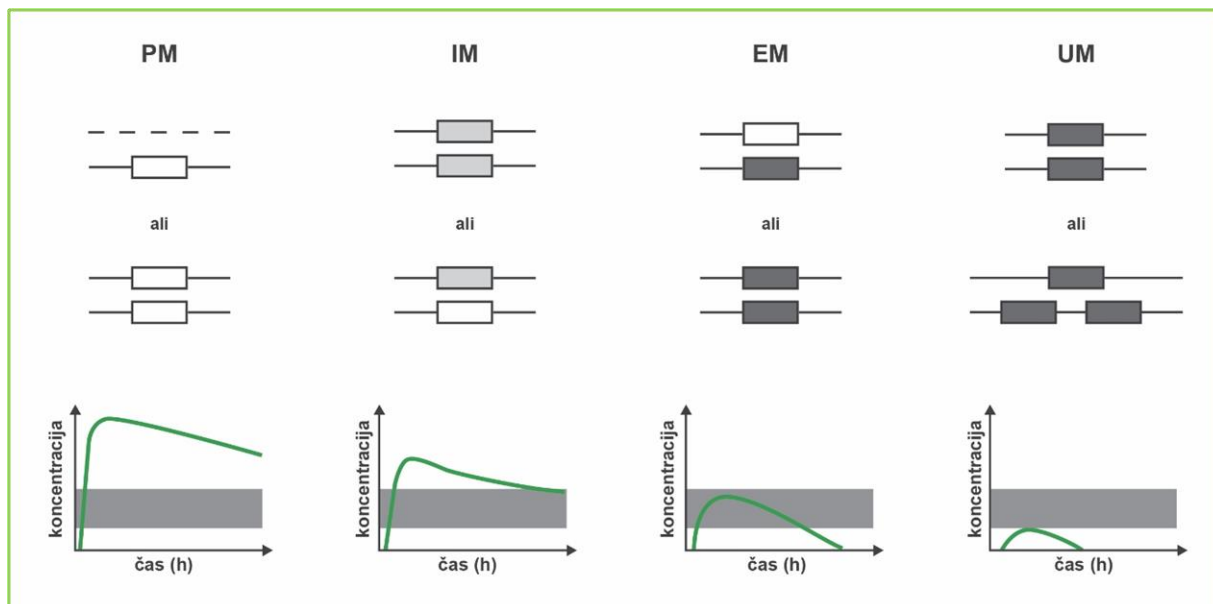 PM
IM
EM
UM
ali
ali
ali
ali
koncentracija
čas (h)
koncentracija
čas (h)
koncentracija
čas (h)
koncentracija
čas (h)